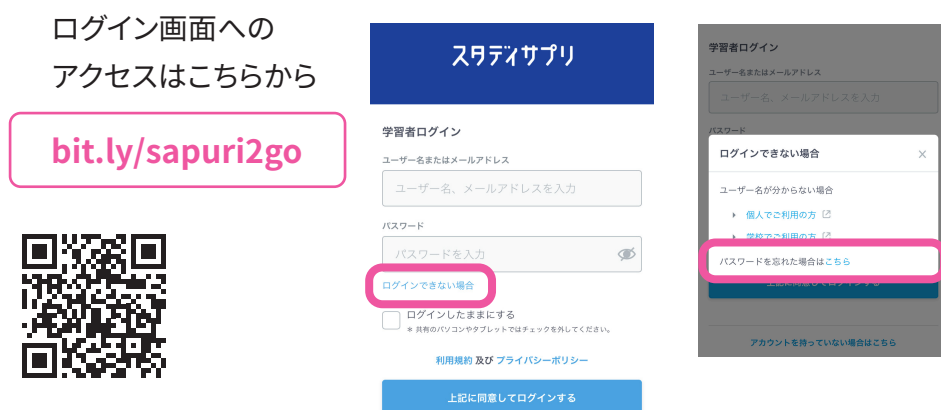 ログイン画面への
アクセスはこちらから
bit.ly/sapuri2go
スタディサプリ
学習者ログイン
ユーザー名またはメールアドレス
ユーザー名、メールアドレスを入力
パスワード
パスワードを入力
ログインできない場合
ログインしたままにする
* 共有のパソコンやタブレットではチェックを外してください。
利用規約 及び プライバシーポリシー
上記に同意してログインする
学習者ログイン
ユーザー名またはメールアドレス
ユーザー名、メールアドレスを入力
パスワード
ログインできない場合
ユーザー名が分からない場合
個人でご利用の方
学校でご利用の方
パスワードを忘れた場合はこちら
上記に同意してログインする
アカウントを持っていない場合はこちら